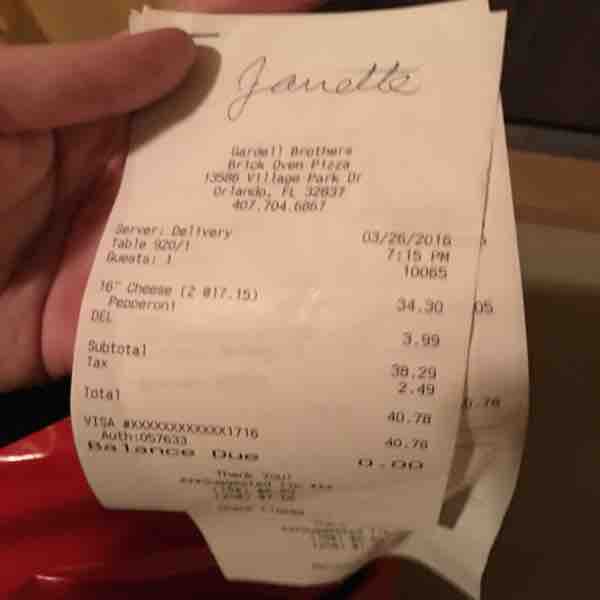 Janette
Gardell Brothers
Brick Oven Pizza
13586 Village Park Dr
Orlando, FL 32837
407.704.6867
Server: Delivery 03/26/2016
Table 920/1 7:15 PM
Guests: 1 10065
16" Cheese (2 @17.15) 34.30
Pepperoni
DEL 3.99
Subtotal 38.29
Tax 2.49
Total 40.78
VISA #XXXXXXXXXXXX1716 40.78
Auth:057633
Balance Due 0.00
Thank You!
Check Closed